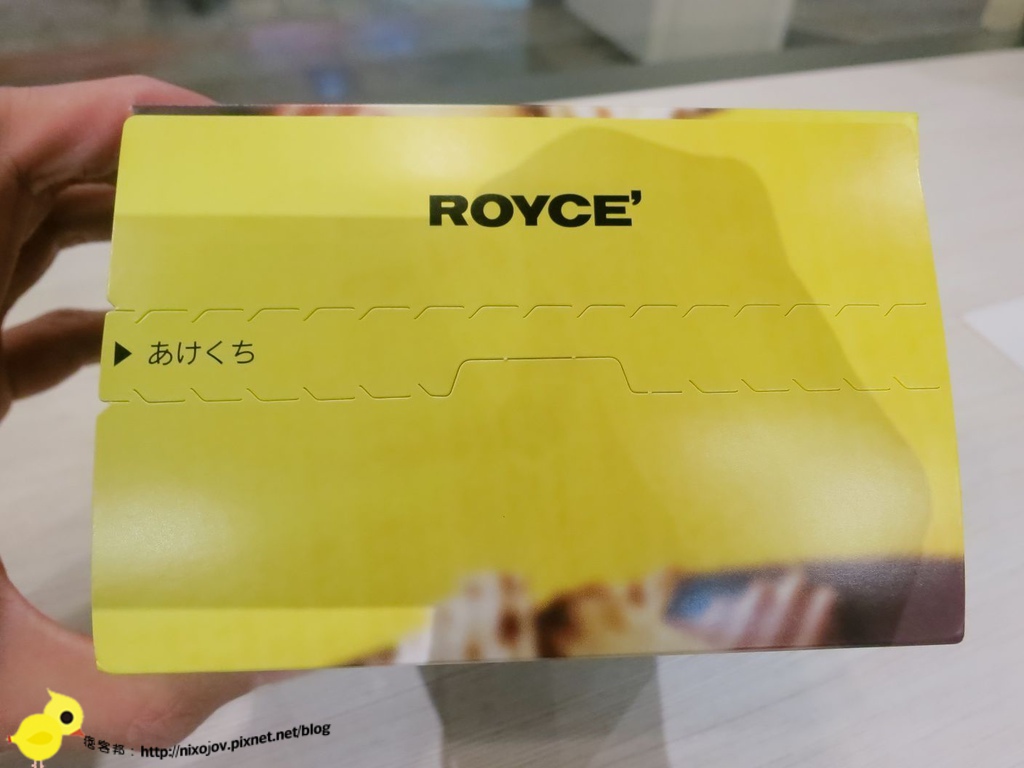 ROYCE’
▶ あけくち
痞客邦：http://nixojov.pixnet.net/blog